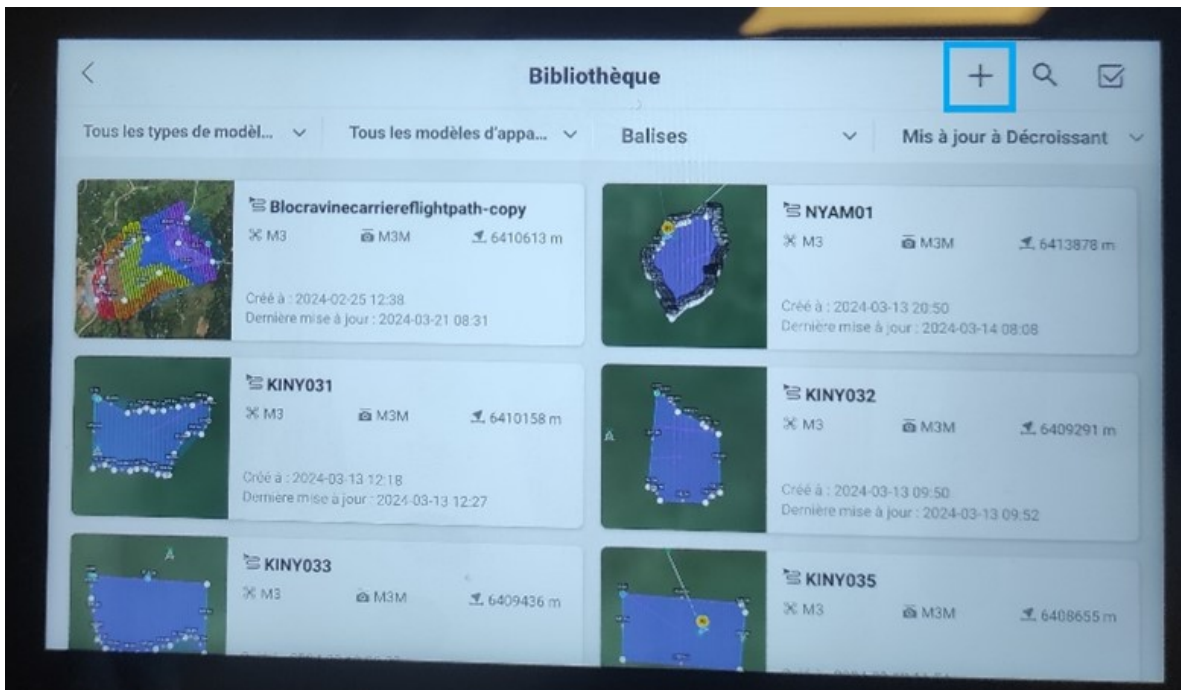 Bibliothèque
Tous les types de modèl... Tous les modèles d'appa... Balises Mis à jour à Décroissant
Blocravinecarriereflightpath-copy
M3 M3M 6410613 m
Créé à : 2024-02-25 12:38
Dernière mise à jour : 2024-03-21 08:31
NYAM01
M3 M3M 6413878 m
Créé à : 2024-03-13 20:50
Dernière mise à jour : 2024-03-14 08:08
KINY031
M3 M3M 6410158 m
Créé à : 2024-03-13 12:18
Dernière mise à jour : 2024-03-13 12:27
KINY032
M3 M3M 6409291 m
Créé à : 2024-03-13 09:50
Dernière mise à jour : 2024-03-13 09:52
KINY033
M3 M3M 6409436 m
KINY035
M3 M3M 6408655 m